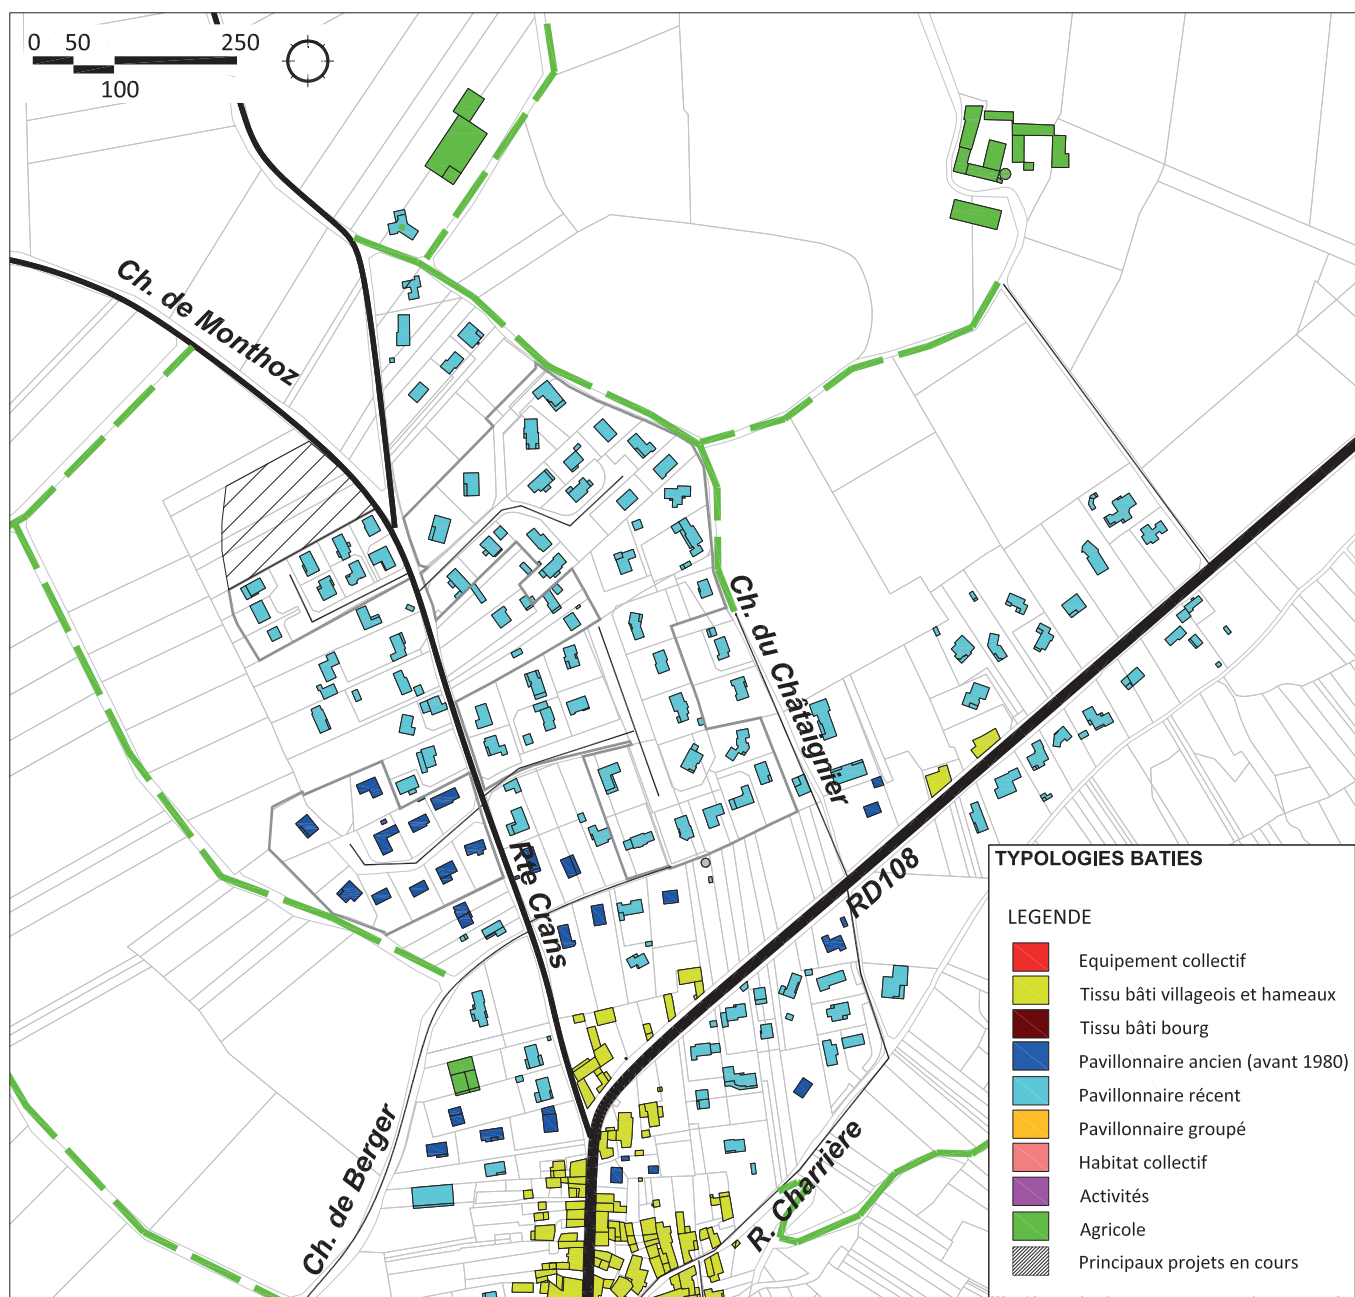 0 50 250
100
Ch. de Monthoz
Ch. du Châtaignier
Rte Crans
RD108
Ch. de Berger
R. Charrière
TYPOLOGIES BATIES
LEGENDE
Equipement collectif
Tissu bâti villageois et hameaux
Tissu bâti bourg
Pavillonnaire ancien (avant 1980)
Pavillonnaire récent
Pavillonnaire groupé
Habitat collectif
Activités
Agricole
Principaux projets en cours